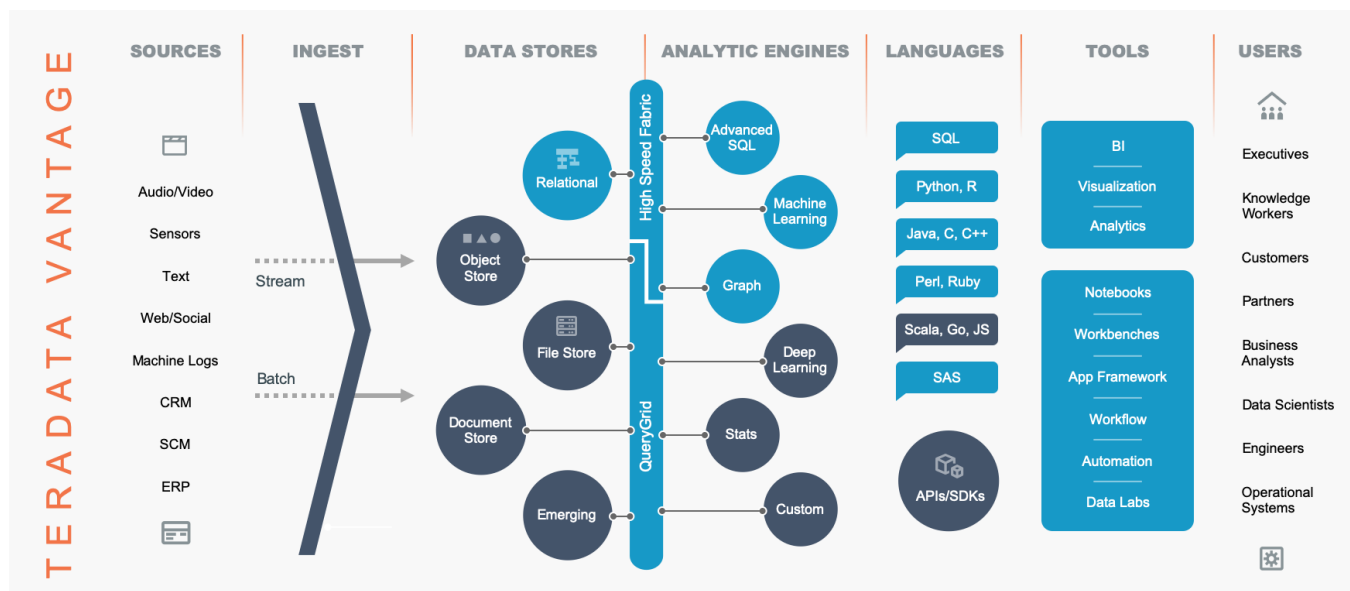 TERADATA VANTAGE
SOURCES
Audio/Video
Sensors
Text
Web/Social
Machine Logs
CRM
SCM
ERP
INGEST
Stream
Batch
DATA STORES
Relational
Object
Store
File Store
Document
Store
Emerging
High Speed Fabric
QueryGrid
ANALYTIC ENGINES
Advanced
SQL
Machine
Learning
Graph
Deep
Learning
Stats
Custom
LANGUAGES
SQL
Python, R
Java, C, C++
Perl, Ruby
Scala, Go, JS
SAS
APIs/SDKs
TOOLS
BI
Visualization
Analytics
Notebooks
Workbenches
App Framework
Workflow
Automation
Data Labs
USERS
Executives
Knowledge
Workers
Customers
Partners
Business
Analysts
Data Scientists
Engineers
Operational
Systems